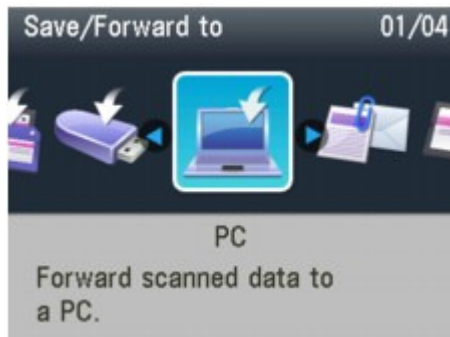 Save/Forward to 01/04
PC
Forward scanned data to
a PC.